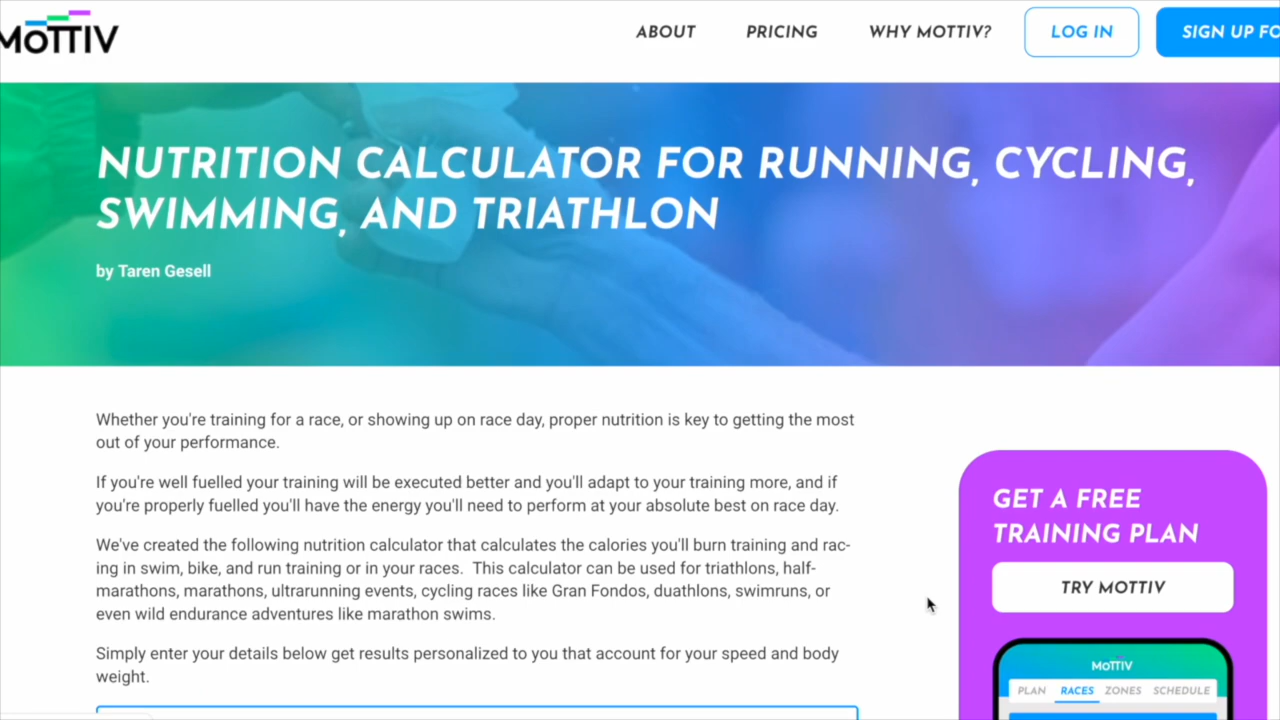 MOTTIV
ABOUT
PRICING
WHY MOTTIV?
LOG IN
SIGN UP FO
NUTRITION CALCULATOR FOR RUNNING, CYCLING,
SWIMMING, AND TRIATHLON
by Taren Gesell
Whether you're training for a race, or showing up on race day, proper nutrition is key to getting the most
out of your performance.
If you're well fuelled your training will be executed better and you'll adapt to your training more, and if
you're properly fuelled you'll have the energy you'll need to perform at your absolute best on race day.
We've created the following nutrition calculator that calculates the calories you'll burn training and rac-
ing in swim, bike, and run training or in your races. This calculator can be used for triathlons, half-
marathons, marathons, ultrarunning events, cycling races like Gran Fondos, duathlons, swimruns, or
even wild endurance adventures like marathon swims.
Simply enter your details below get results personalized to you that account for your speed and body
weight.
GET A FREE
TRAINING PLAN
TRY MOTTIV
MOTTIV
PLAN RACES ZONES SCHEDULE